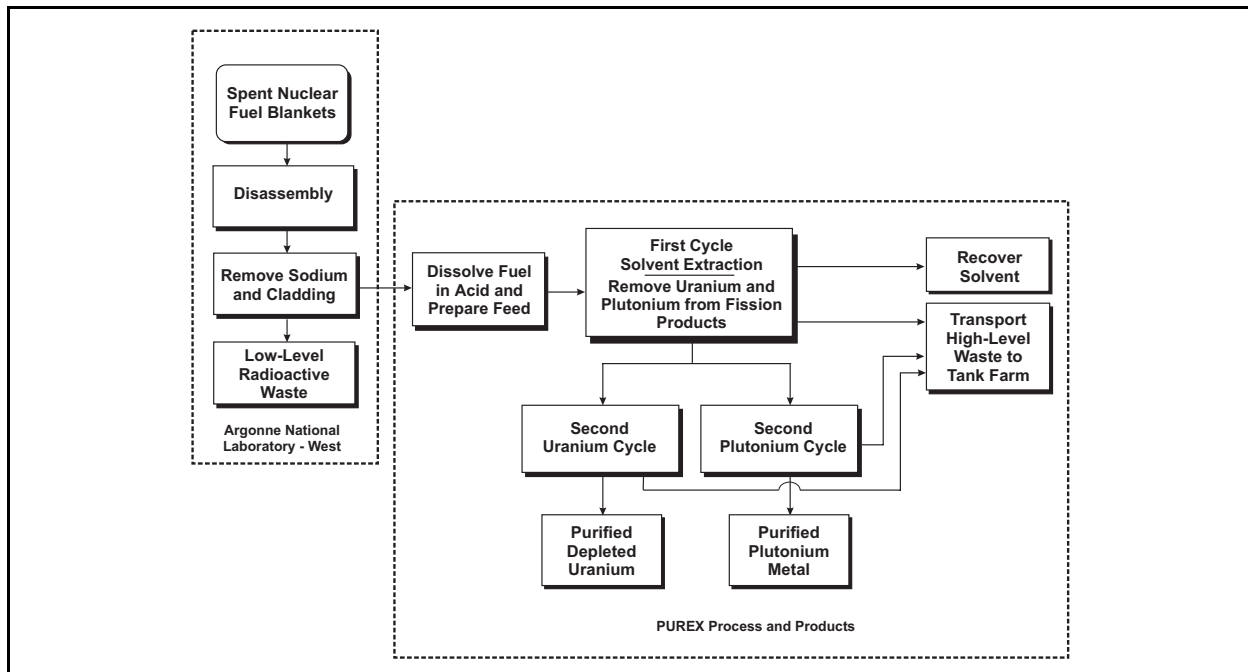 Spent Nuclear
Fuel Blankets
Disassembly
Remove Sodium
and Cladding
Low-Level
Radioactive
Waste
Argonne National
Laboratory - West
Dissolve Fuel
in Acid and
Prepare Feed
First Cycle
Solvent Extraction
Remove Uranium and
Plutonium from Fission
Products
Recover
Solvent
Transport
High-Level
Waste to
Tank Farm
Second
Uranium Cycle
Second
Plutonium Cycle
Purified
Depleted
Uranium
Purified
Plutonium
Metal
PUREX Process and Products